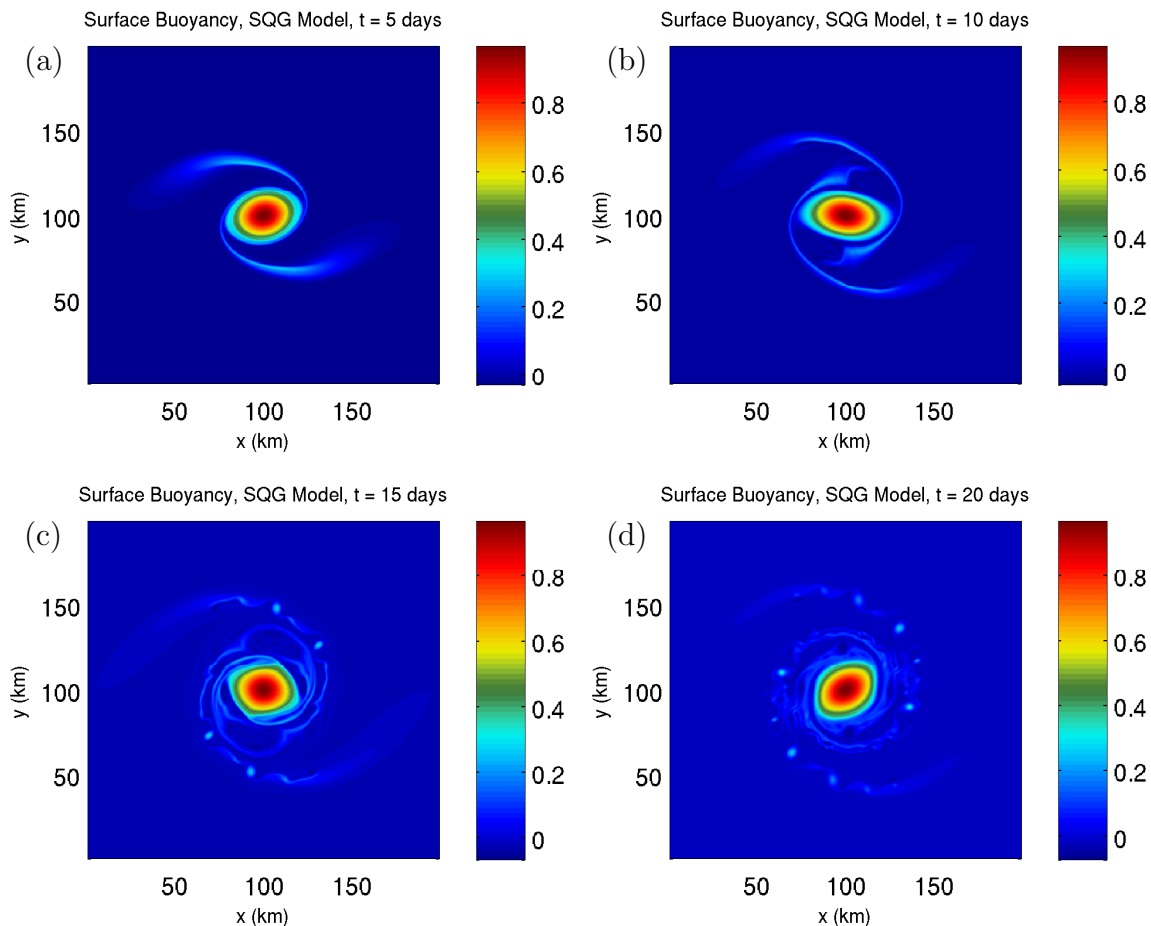 Surface Buoyancy, SQG Model, t = 5 days
(a)
y (km)
150
100
50
50 100 150
x (km)
0.8
0.6
0.4
0.2
0
Surface Buoyancy, SQG Model, t = 10 days
(b)
y (km)
150
100
50
50 100 150
x (km)
0.8
0.6
0.4
0.2
0
Surface Buoyancy, SQG Model, t = 15 days
(c)
y (km)
150
100
50
50 100 150
x (km)
0.8
0.6
0.4
0.2
0
Surface Buoyancy, SQG Model, t = 20 days
(d)
y (km)
150
100
50
50 100 150
x (km)
0.8
0.6
0.4
0.2
0